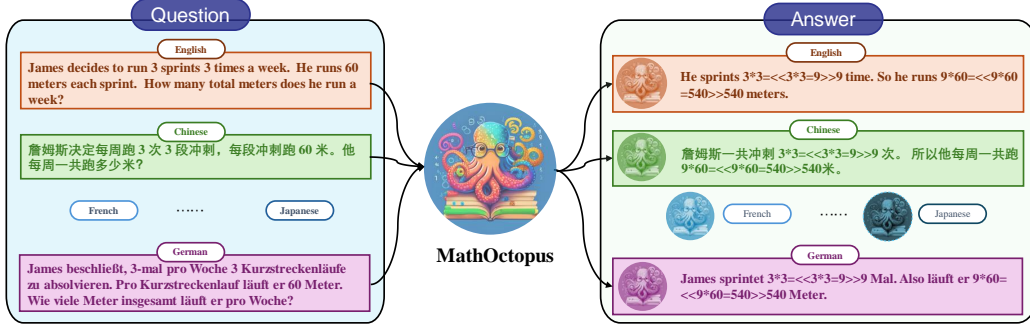 Question
English
James decides to run 3 sprints 3 times a week. He runs 60
meters each sprint. How many total meters does he run a
week?
Chinese
詹姆斯决定每周跑 3 次 3 段冲刺，每段冲刺跑 60 米。他
每周一共跑多少米？
French
……
Japanese
German
James beschließt, 3-mal pro Woche 3 Kurzstreckenläufe
zu absolvieren. Pro Kurzstreckenlauf läuft er 60 Meter.
Wie viele Meter insgesamt läuft er pro Woche?
MathOctopus
Answer
English
He sprints 3*3=<<3*3=9>>9 time. So he runs 9*60=<<9*60
=540>>540 meters.
Chinese
詹姆斯一共冲刺 3*3=<<3*3=9>>9 次。 所以他每周一共跑
9*60=<<9*60=540>>540米。
French
……
Japanese
German
James sprintet 3*3=<<3*3=9>>9 Mal. Also läuft er 9*60=
<<9*60=540>>540 Meter.